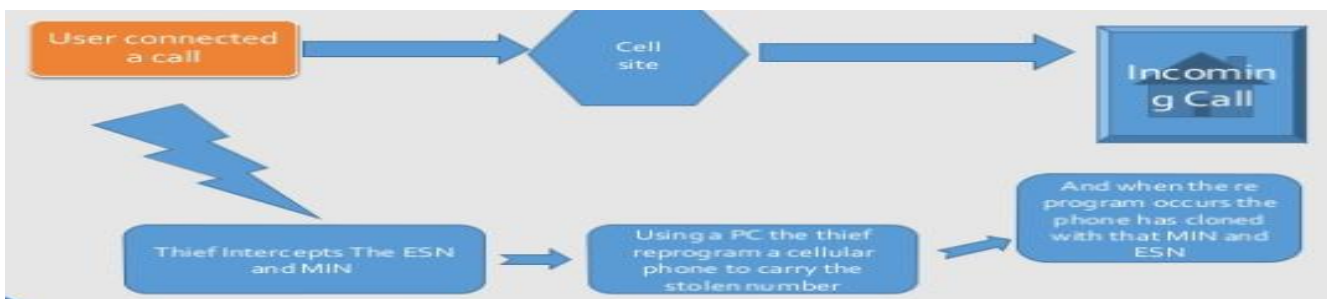 User connected
a call
Cell
site
Incomin
g Call
Thief Intercepts The ESN
and MIN
Using a PC the thief
reprogram a cellular
phone to carry the
stolen number
And when the re
program occurs the
phone has cloned
with that MIN and
ESN